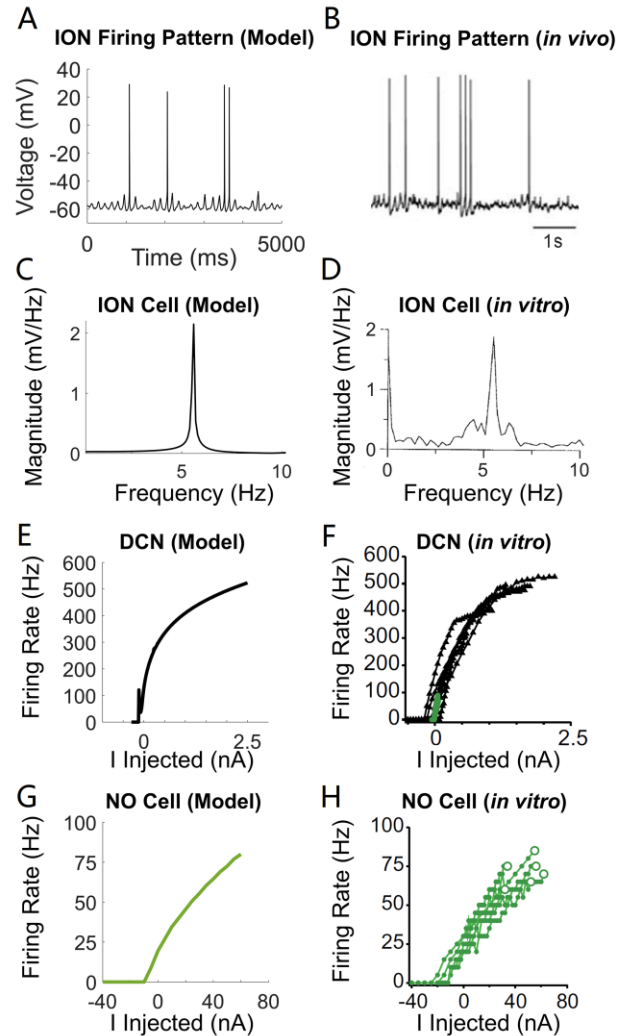 A
ION Firing Pattern (Model)
Voltage (mV)
40
20
0
-20
-40
-60
0
5000
Time (ms)
B
ION Firing Pattern (in vivo)
1s
C
ION Cell (Model)
Magnitude (mV/Hz)
2
1
0
5
10
Frequency (Hz)
D
ION Cell (in vitro)
Magnitude (mV/Hz)
2
1
0
0
5
10
Frequency (Hz)
E
DCN (Model)
Firing Rate (Hz)
600
500
400
300
200
100
0
0
2.5
I Injected (nA)
F
DCN (in vitro)
Firing Rate (Hz)
600
500
400
300
200
100
0
0
2.5
I Injected (nA)
G
NO Cell (Model)
Firing Rate (Hz)
100
75
50
25
0
-40
0
40
80
I Injected (nA)
H
NO Cell (in vitro)
Firing Rate (Hz)
100
75
50
25
0
-40
0
40
80
I Injected (nA)